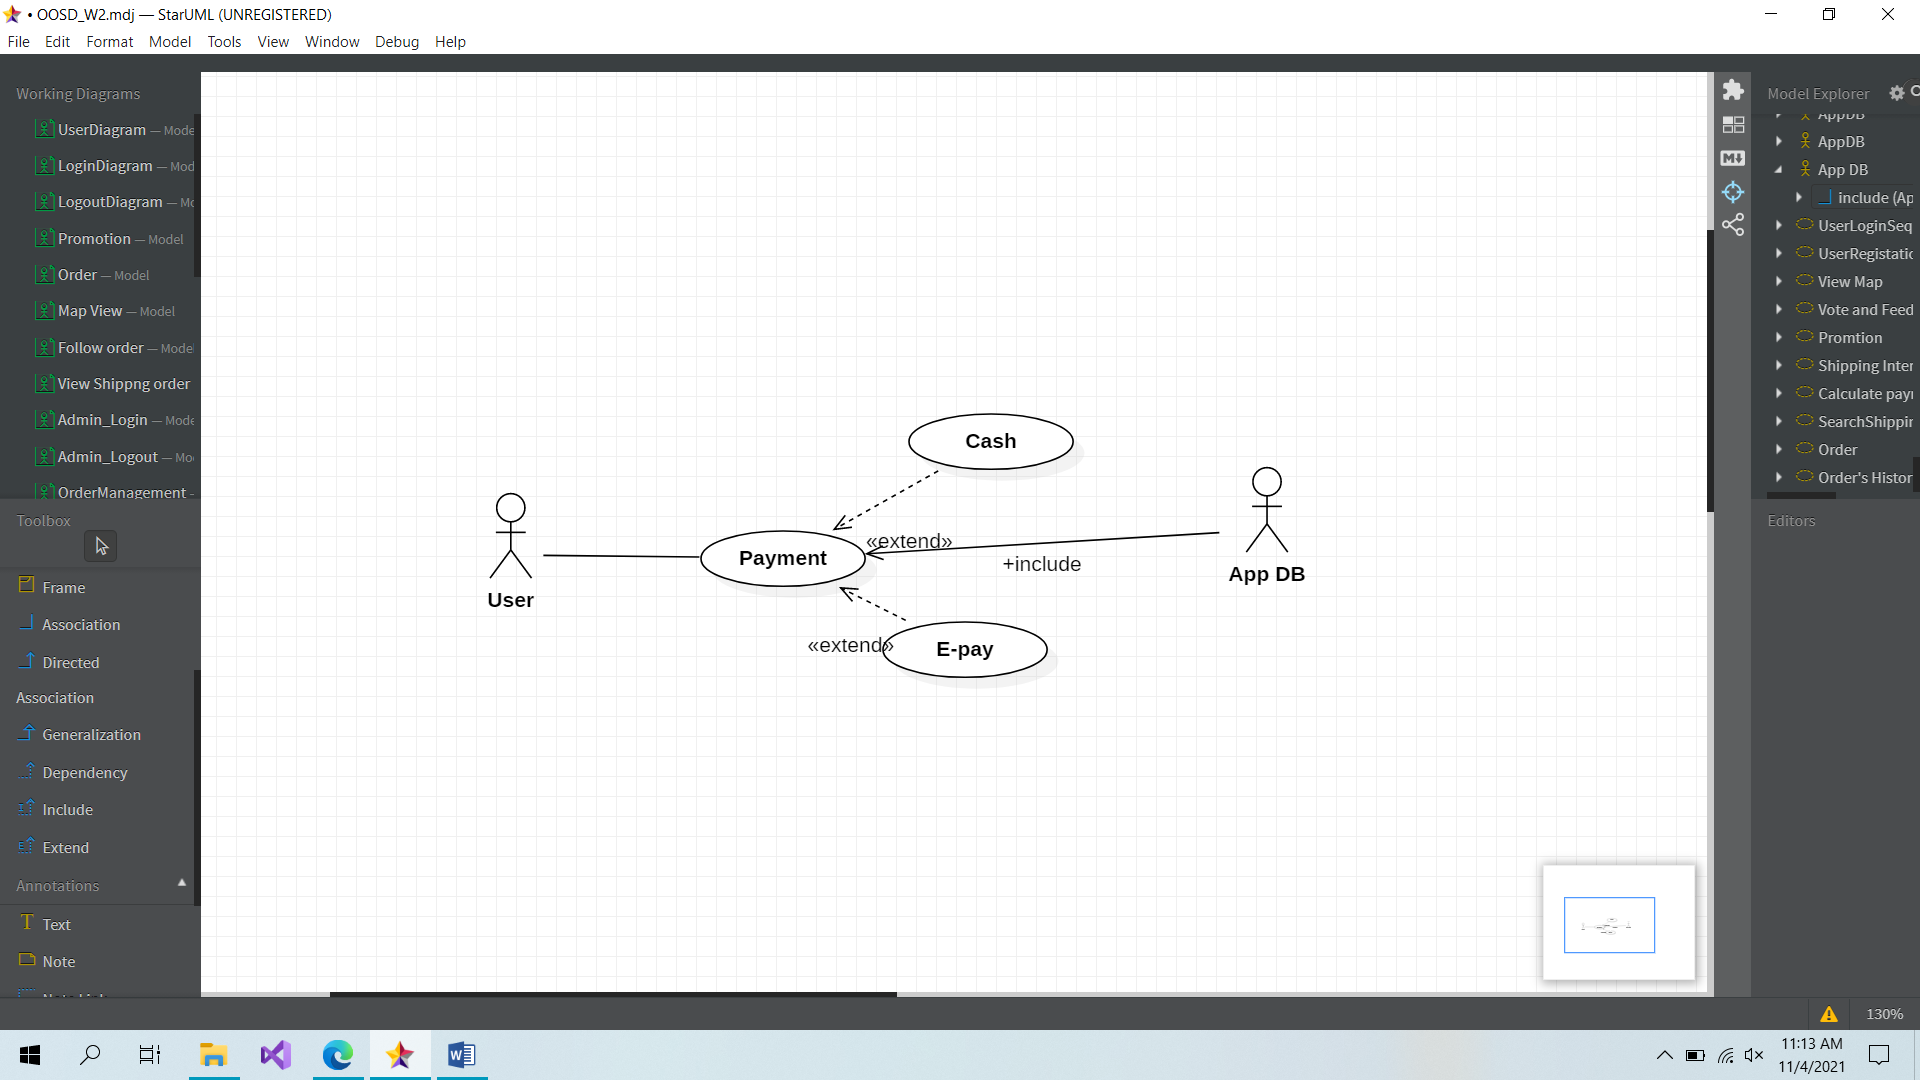 • OOSD_W2.mdj — StarUML (UNREGISTERED)
File Edit Format Model Tools View Window Debug Help
Working Diagrams
UserDiagram — Mode
LoginDiagram — Mod
LogoutDiagram — Mo
Promotion — Model
Order — Model
Map View — Model
Follow order — Model
View Shippng order
Admin_Login — Mode
Admin_Logout — Mo
OrderManagement -
Toolbox
Frame
Association
Directed
Association
Generalization
Dependency
Include
Extend
Annotations
Text
Note
Cash
Payment
«extend»
+include
User
App DB
«extend»
E-pay
Model Explorer
AppDB
AppDB
App DB
include (Ap
UserLoginSeq
UserRegistatio
View Map
Vote and Feed
Promtion
Shipping Inter
Calculate payı
SearchShippir
Order
Order's Histor
Editors
130%
11:13 AM
11/4/2021